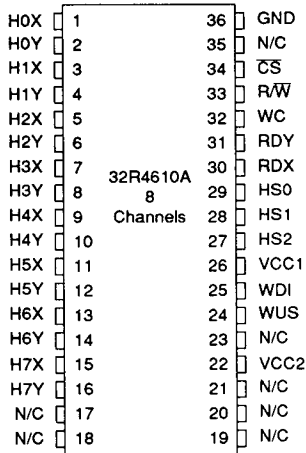 H0X 1 36 GND
H0Y 2 35 N/C
H1X 3 34 C̅S̅
H1Y 4 33 R/W̅
H2X 5 32 WC
H2Y 6 31 RDY
H3X 7 30 RDX
32R4610A
H3Y 8 29 HS0
8
H4X 9 28 HS1
Channels
H4Y 10 27 HS2
H5X 11 26 VCC1
H5Y 12 25 WDI
H6X 13 24 WUS
H6Y 14 23 N/C
H7X 15 22 VCC2
H7Y 16 21 N/C
N/C 17 20 N/C
N/C 18 19 N/C